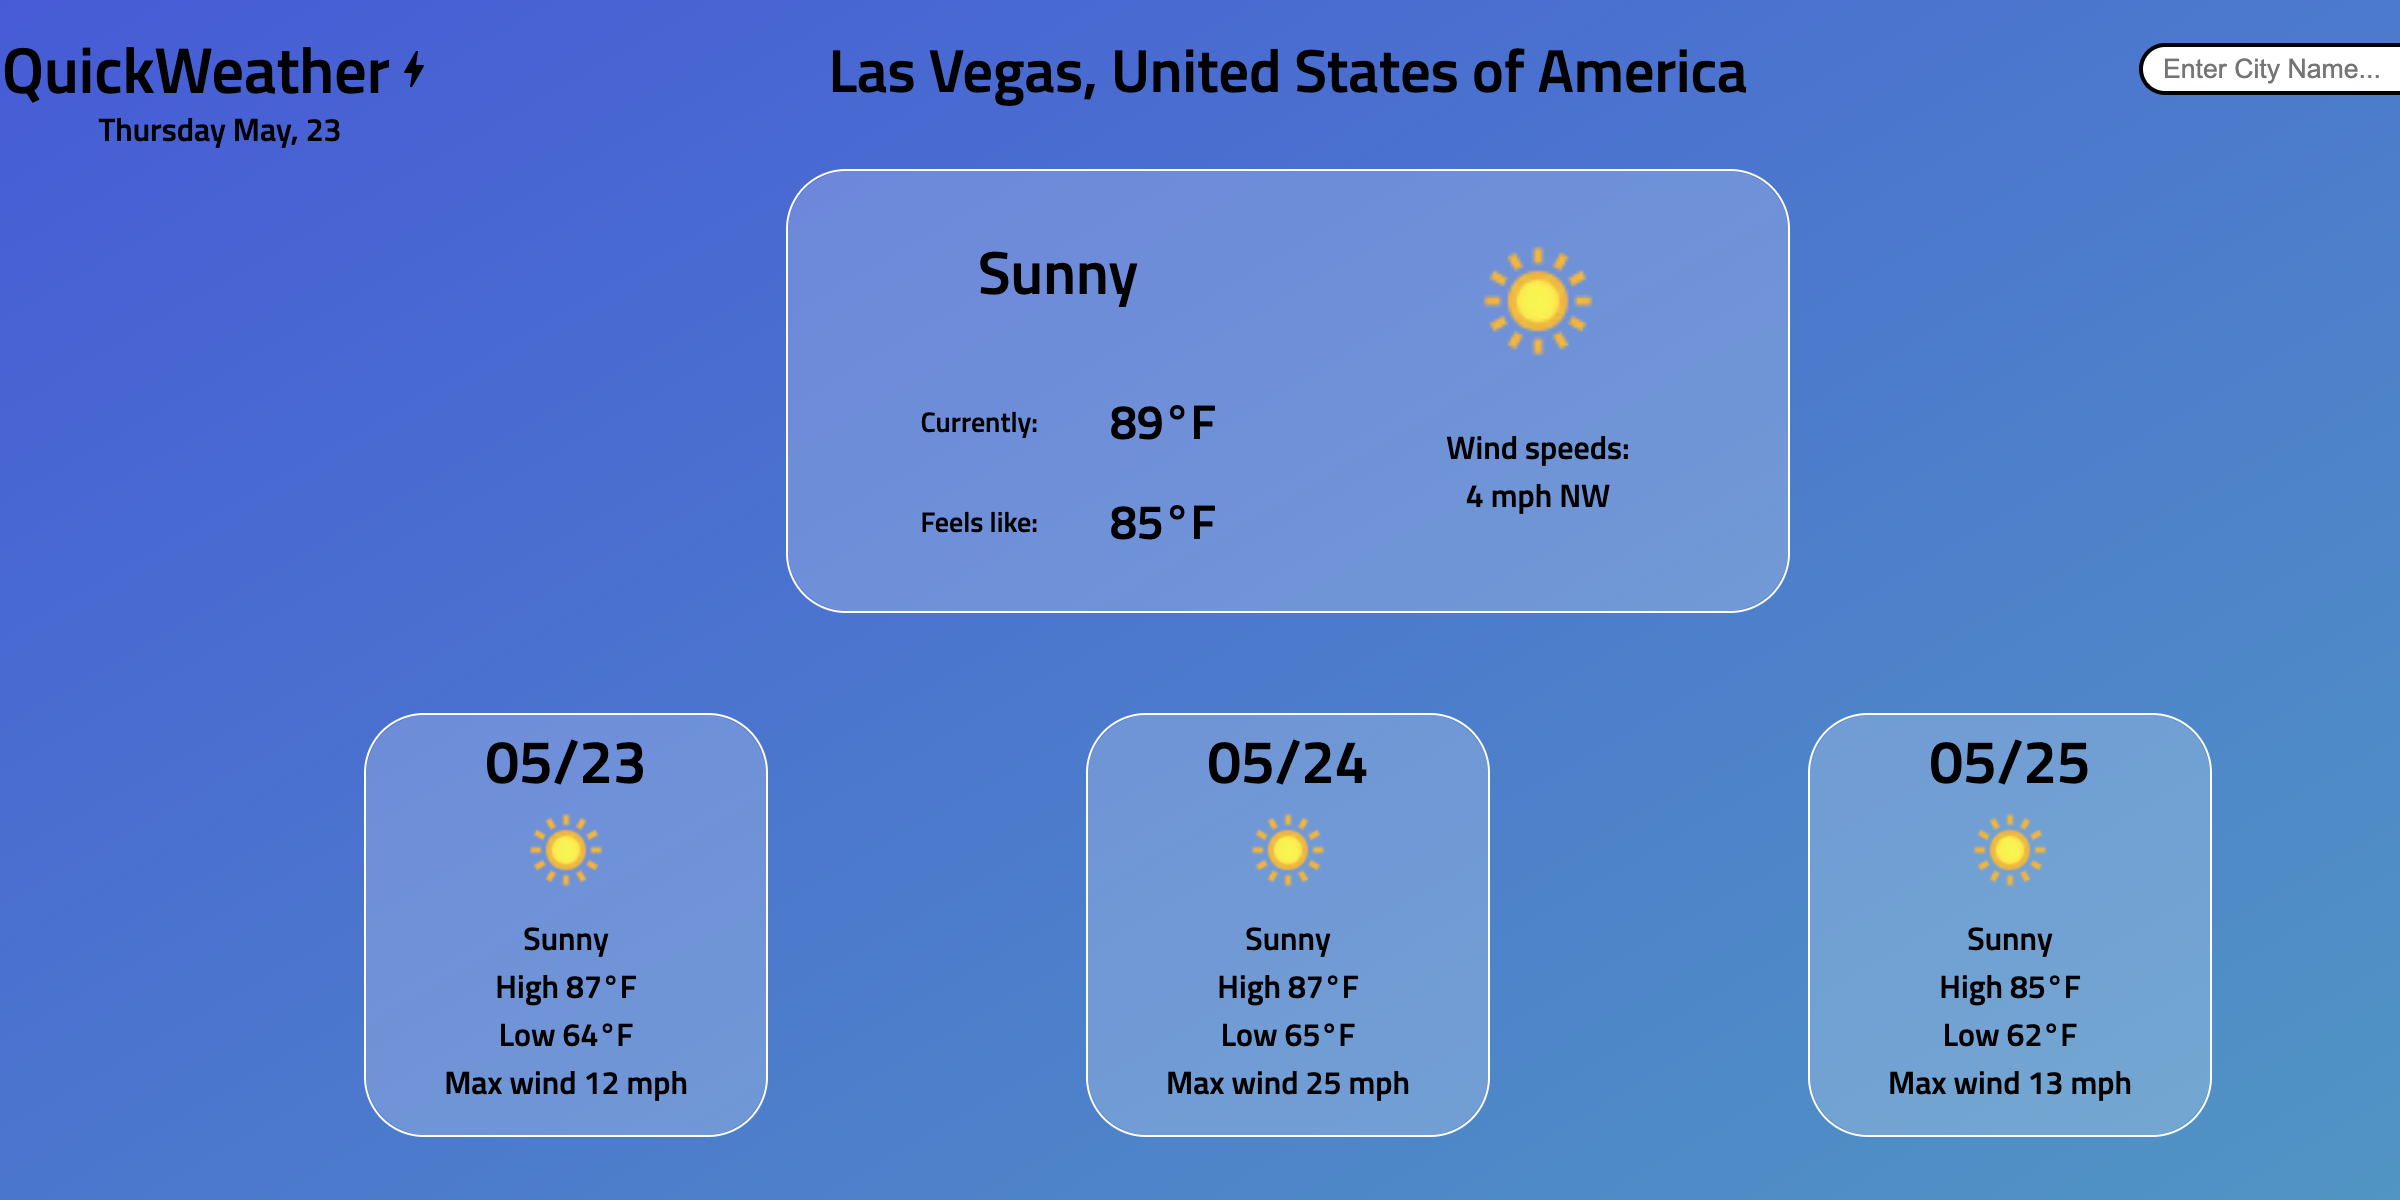 QuickWeather
Thursday May, 23
Las Vegas, United States of America
Enter City Name...
Sunny
Currently: 89°F
Feels like: 85°F
Wind speeds:
4 mph NW
05/23
Sunny
High 87°F
Low 64°F
Max wind 12 mph
05/24
Sunny
High 87°F
Low 65°F
Max wind 25 mph
05/25
Sunny
High 85°F
Low 62°F
Max wind 13 mph